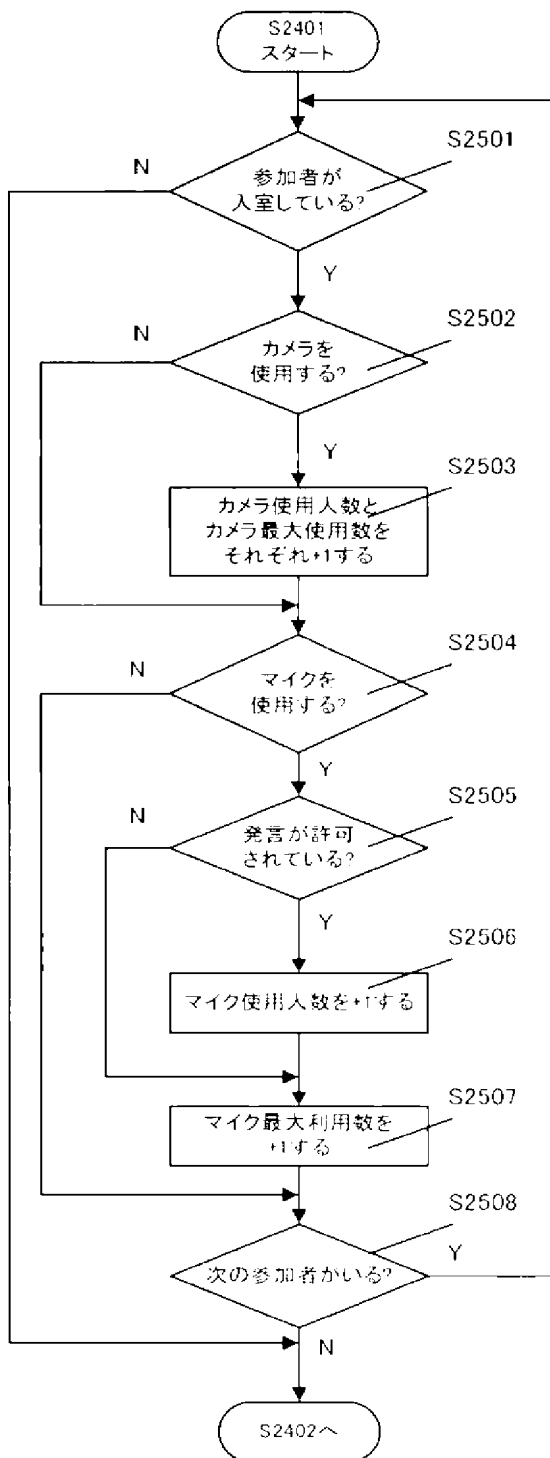 S2401
スタート
S2501
N
参加者が
入室している?
Y
S2502
N
カメラを
使用する?
Y
S2503
カメラ使用人数と
カメラ最大使用数を
それぞれ+1する
S2504
N
マイクを
使用する?
Y
S2505
N
発言が許可
されている?
Y
S2506
マイク使用人数を+1する
S2507
マイク最大利用数を
+1する
S2508
Y
次の参加者がいる?
N
S2402へ